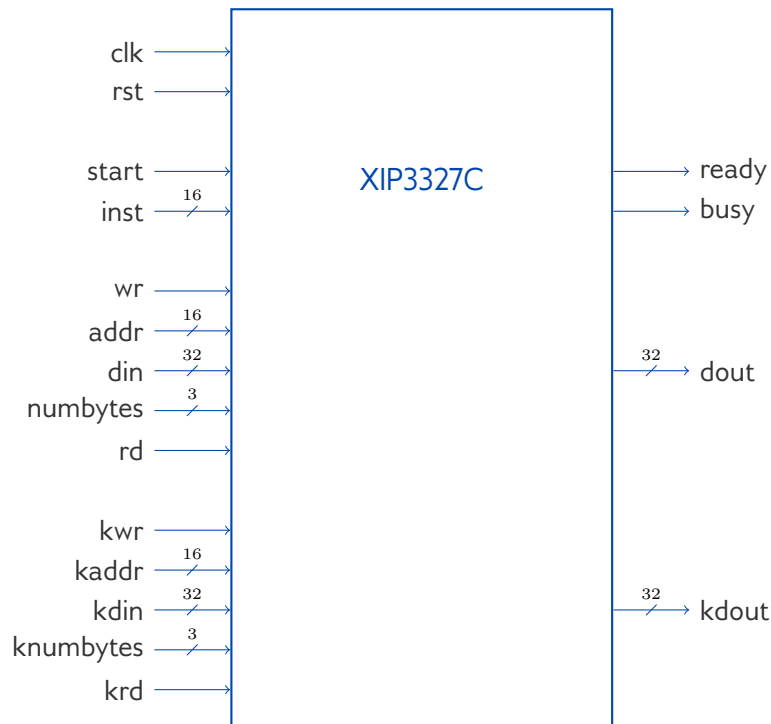 clk
rst
start
XIP3327C
ready
16
inst
busy
wr
16
addr
32
din
32
dout
3
numbytes
rd
kwr
16
kaddr
32
kdin
32
kdout
3
knumbytes
krd